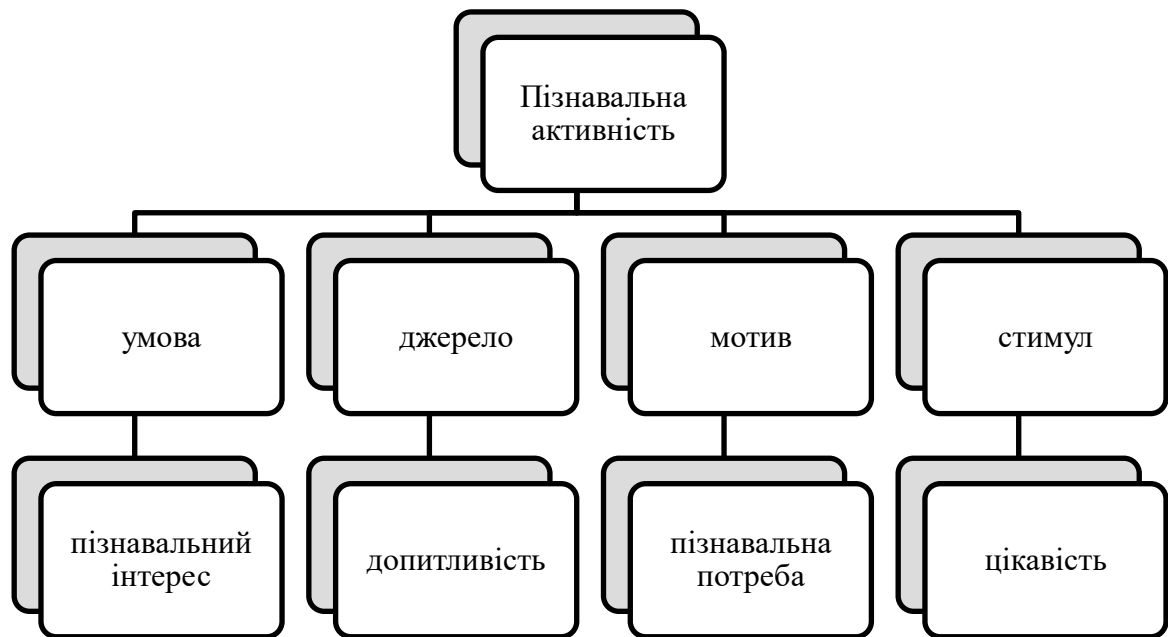 Пізнавальна
активність
умова
джерело
мотив
стимул
пізнавальний
інтерес
допитливість
пізнавальна
потреба
цікавість